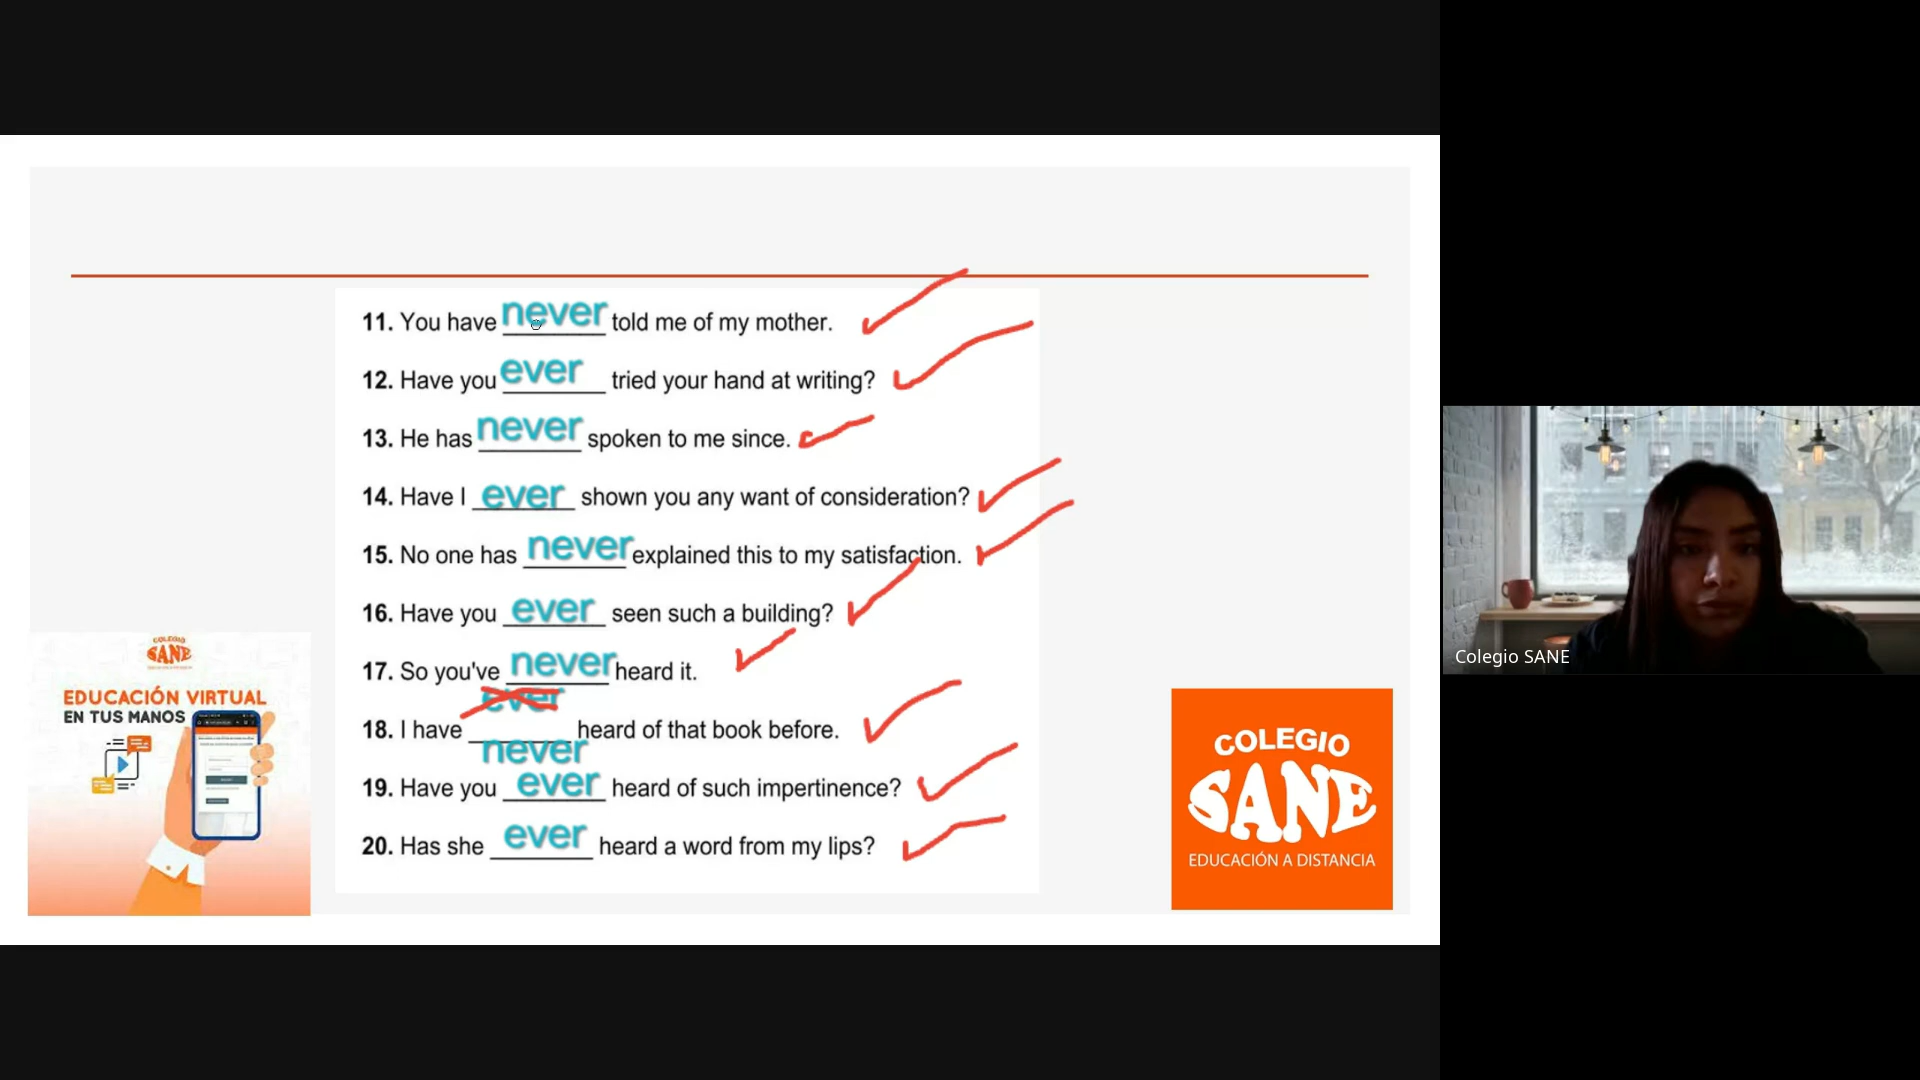 11. You have never told me of my mother.
12. Have you ever tried your hand at writing?
13. He has never spoken to me since.
14. Have I ever shown you any want of consideration?
15. No one has never explained this to my satisfaction.
16. Have you ever seen such a building?
17. So you've never heard it.
ever
18. I have never heard of that book before.
19. Have you ever heard of such impertinence?
20. Has she ever heard a word from my lips?
COLEGIO
SANE
EDUCACIÓN VIRTUAL
EN TUS MANOS
COLEGIO
SANE
EDUCACIÓN A DISTANCIA
Colegio SANE